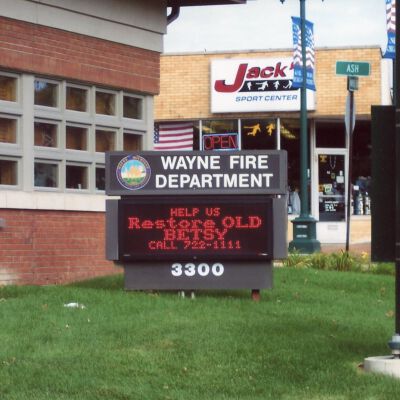 Jack's
SPORT CENTER
ASH
OPEN
WAYNE FIRE
DEPARTMENT
HELP US
Restore OLD
BETSY
CALL 722-1111
3300